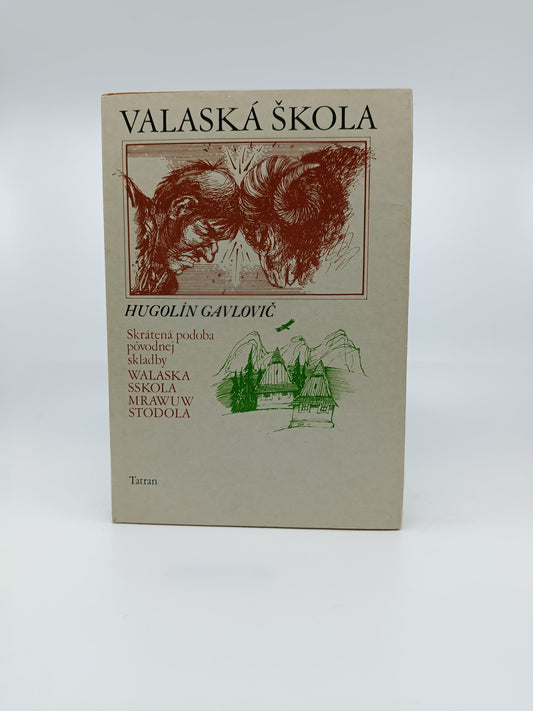 VALASKÁ ŠKOLA
HUGOLÍN GAVLOVIČ
Skrátená podoba
pôvodnej
skladby
WALASKA
SSKOLA
MRAWUW
STODOLA
Tatran